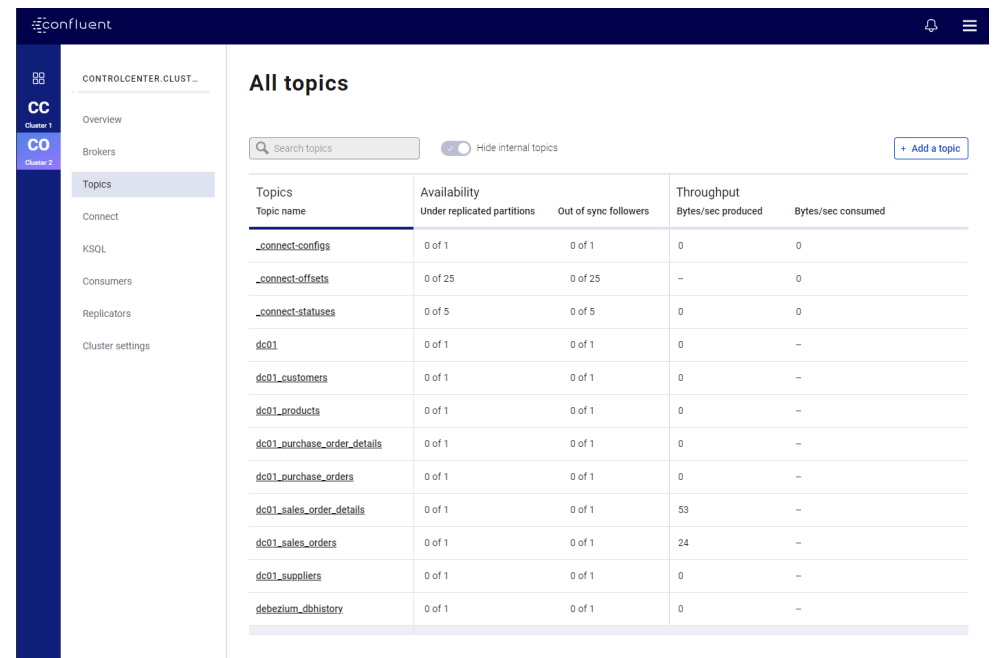 confluent
CC
Cluster 1
CO
Cluster 2
CONTROLCENTER.CLUST...
Overview
Brokers
Topics
Connect
KSQL
Consumers
Replicators
Cluster settings
All topics
Search topics
Hide internal topics
+ Add a topic
Topics Availability Throughput
Topic name Under replicated partitions Out of sync followers Bytes/sec produced Bytes/sec consumed
_connect-configs 0 of 1 0 of 1 0 0
_connect-offsets 0 of 25 0 of 25 -- 0
_connect-statuses 0 of 5 0 of 5 0 0
dc01 0 of 1 0 of 1 0 --
dc01_customers 0 of 1 0 of 1 0 --
dc01_products 0 of 1 0 of 1 0 --
dc01_purchase_order_details 0 of 1 0 of 1 0 --
dc01_purchase_orders 0 of 1 0 of 1 0 --
dc01_sales_order_details 0 of 1 0 of 1 53 --
dc01_sales_orders 0 of 1 0 of 1 24 --
dc01_suppliers 0 of 1 0 of 1 0 --
debezium_dbhistory 0 of 1 0 of 1 0 --